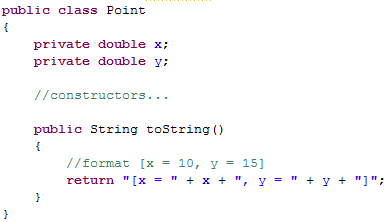 public class Point
{
    private double x;
    private double y;

    //constructors...

    public String toString()
    {
        //format [x = 10, y = 15]
        return "[x = " + x + ", y = " + y + "]";
    }
}